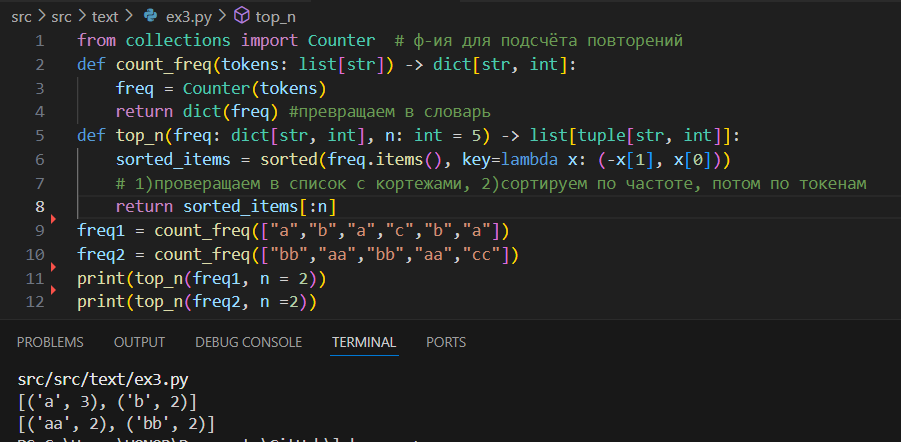 src > src > text > ex3.py > top_n
1 from collections import Counter  # ф-ия для подсчёта повторений
2 def count_freq(tokens: list[str]) -> dict[str, int]:
3     freq = Counter(tokens)
4     return dict(freq) #превращаем в словарь
5 def top_n(freq: dict[str, int], n: int = 5) -> list[tuple[str, int]]:
6     sorted_items = sorted(freq.items(), key=lambda x: (-x[1], x[0]))
7     # 1)проверащаем в список с кортежами, 2)сортируем по частоте, потом по токенам
8     return sorted_items[:n]
9 freq1 = count_freq(["a","b","a","c","b","a"])
10 freq2 = count_freq(["bb","aa","bb","aa","cc"])
11 print(top_n(freq1, n = 2))
12 print(top_n(freq2, n =2))
PROBLEMS OUTPUT DEBUG CONSOLE TERMINAL PORTS
src/src/text/ex3.py
[('a', 3), ('b', 2)]
[('aa', 2), ('bb', 2)]